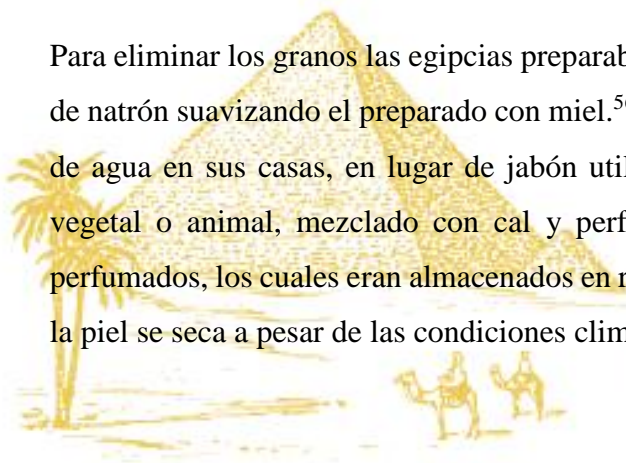 Para eliminar los granos las egipcias preparab
de natrón suavizando el preparado con miel.5
de agua en sus casas, en lugar de jabón util
vegetal o animal, mezclado con cal y perf
perfumados, los cuales eran almacenados en r
la piel se seca a pesar de las condiciones clim